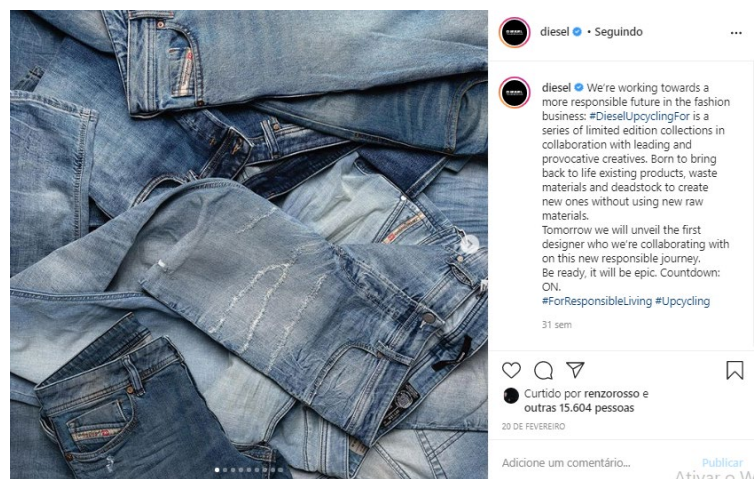 diesel • Seguindo
diesel We're working towards a
more responsible future in the fashion
business: #DieselUpcyclingFor is a
series of limited edition collections in
collaboration with leading and
provocative creatives. Born to bring
back to life existing products, waste
materials and deadstock to create
new ones without using new raw
materials.
Tomorrow we will unveil the first
designer who we're collaborating with
on this new responsible journey.
Be ready, it will be epic. Countdown:
ON.
#ForResponsibleLiving #Upcycling
31 sem
Curtido por renzorosso e
outras 15.604 pessoas
20 DE FEVEREIRO
Adicione um comentário...
Publicar
Ativar o W